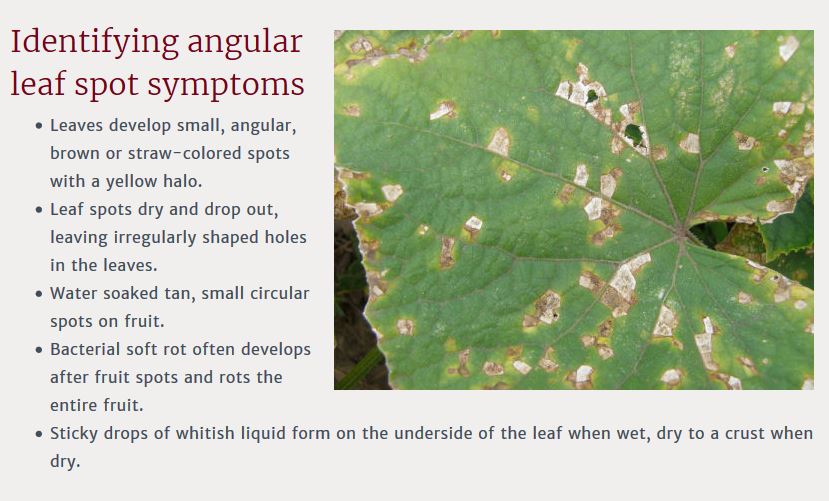 Identifying angular
leaf spot symptoms
Leaves develop small, angular,
brown or straw-colored spots
with a yellow halo.
Leaf spots dry and drop out,
leaving irregularly shaped holes
in the leaves.
Water soaked tan, small circular
spots on fruit.
Bacterial soft rot often develops
after fruit spots and rots the
entire fruit.
Sticky drops of whitish liquid form on the underside of the leaf when wet, dry to a crust when
dry.